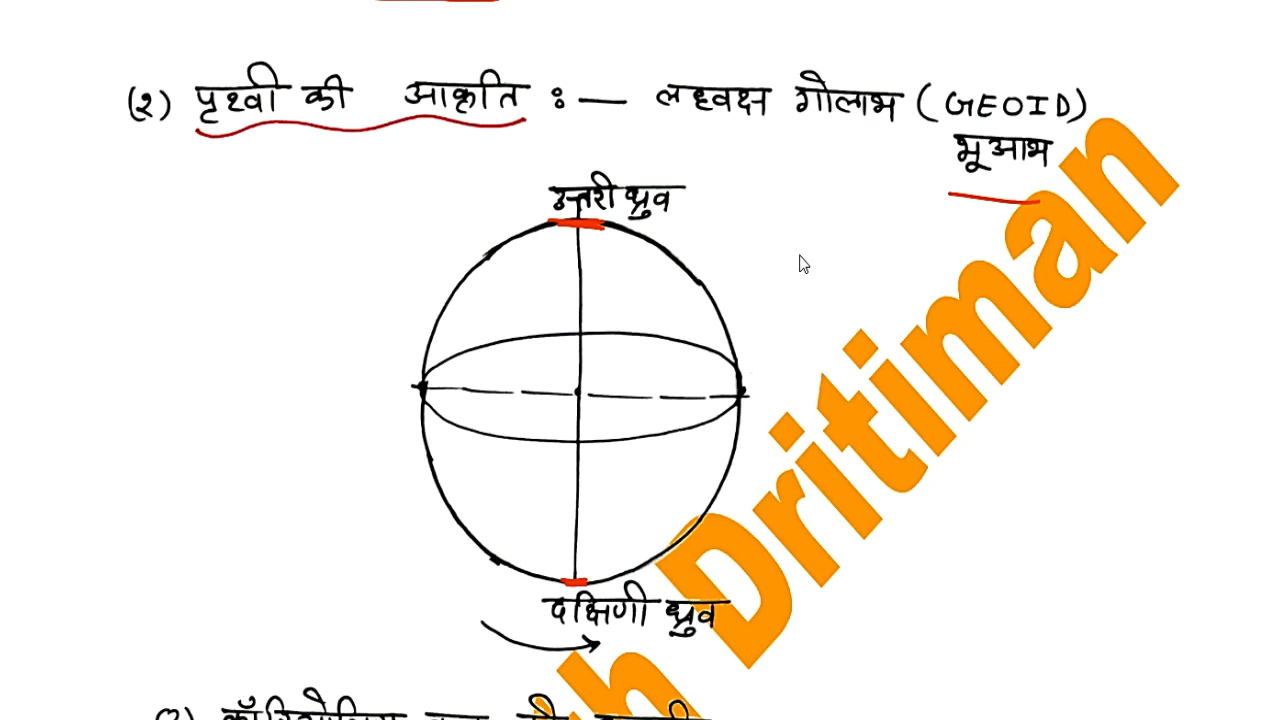 (२) पृथ्वी की आकृति :— लध्वक्ष गोलाभ (GEOID)
भूआभ
उत्तरी ध्रुव
दक्षिणी ध्रुव
Dritiman